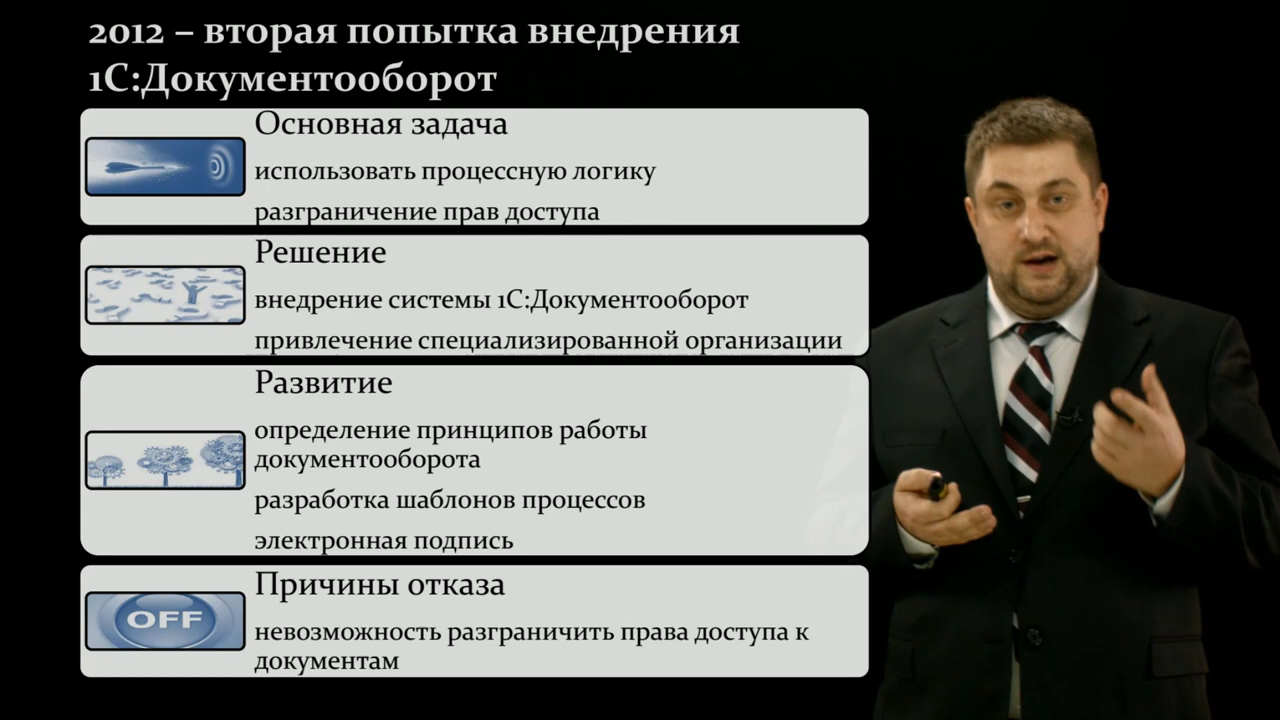 2012 – вторая попытка внедрения
1С:Документооборот
Основная задача
использовать процессную логику
разграничение прав доступа
Решение
внедрение системы 1С:Документооборот
привлечение специализированной организации
Развитие
определение принципов работы
документооборота
разработка шаблонов процессов
электронная подпись
OFF
Причины отказа
невозможность разграничить права доступа к
документам